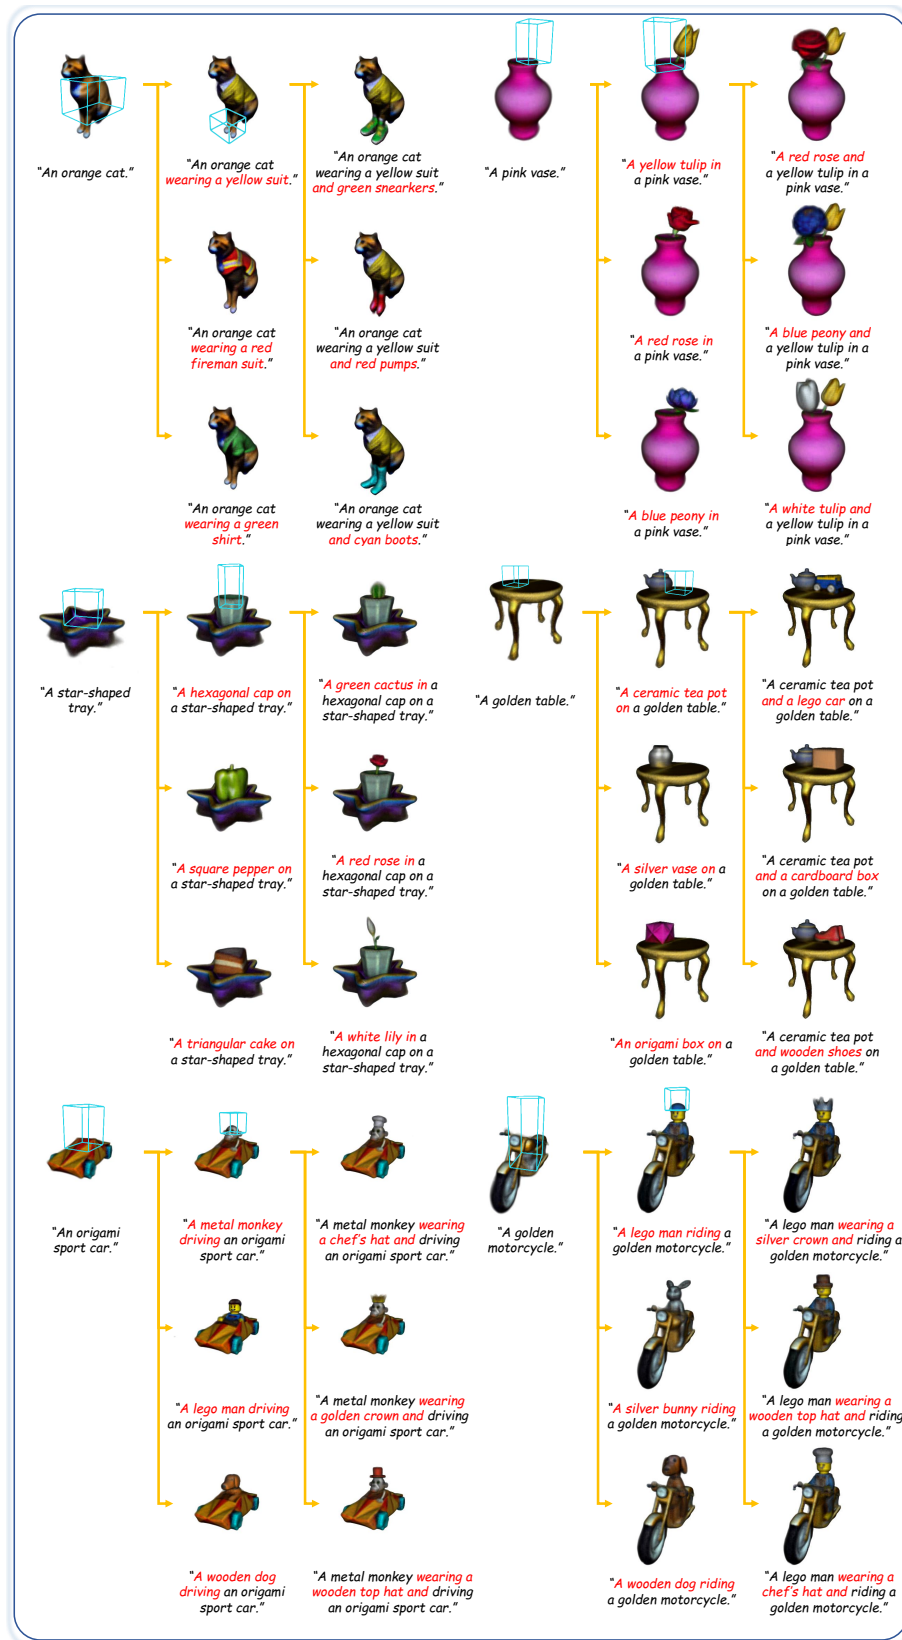 "An orange cat."
"An orange cat
wearing a yellow suit."
"An orange cat
wearing a yellow suit
and green snearkers."
"A pink vase."
"A yellow tulip in
a pink vase."
"A red rose and
a yellow tulip in a
pink vase."
"An orange cat
wearing a red
fireman suit."
"An orange cat
wearing a yellow suit
and red pumps."
"A red rose in
a pink vase."
"A blue peony and
a yellow tulip in a
pink vase."
"An orange cat
wearing a green
shirt."
"An orange cat
wearing a yellow suit
and cyan boots."
"A blue peony in
a pink vase."
"A white tulip and
a yellow tulip in a
pink vase."
"A star-shaped
tray."
"A hexagonal cap on
a star-shaped tray."
"A green cactus in a
hexagonal cap on a
star-shaped tray."
"A golden table."
"A ceramic tea pot
on a golden table."
"A ceramic tea pot
and a lego car on a
golden table."
"A square pepper on
a star-shaped tray."
"A red rose in a
hexagonal cap on a
star-shaped tray."
"A silver vase on a
golden table."
"A ceramic tea pot
and a cardboard box
on a golden table."
"A triangular cake on
a star-shaped tray."
"A white lily in a
hexagonal cap on a
star-shaped tray."
"An origami box on a
golden table."
"A ceramic tea pot
and wooden shoes on
a golden table."
"An origami
sport car."
"A metal monkey
driving an origami
sport car."
"A metal monkey wearing
a chef's hat and driving
an origami sport car."
"A golden
motorcycle."
"A lego man riding a
golden motorcycle."
"A lego man wearing a
silver crown and riding a
golden motorcycle."
"A lego man driving
an origami sport car."
"A metal monkey wearing
a golden crown and driving
an origami sport car."
"A silver bunny riding
a golden motorcycle."
"A lego man wearing a
wooden top hat and riding
a golden motorcycle."
"A wooden dog
driving an origami
sport car."
"A metal monkey wearing a
wooden top hat and driving
an origami sport car."
"A wooden dog riding
a golden motorcycle."
"A lego man wearing a
chef's hat and riding a
golden motorcycle."